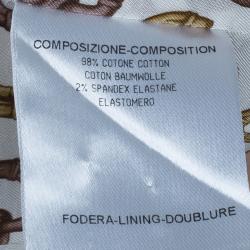 COMPOSIZIONE-COMPOSITION
98% COTONE COTTON
COTON BAUMWOLLE
2% SPANDEX ELASTANE
ELASTOMERO
FODERA-LINING-DOUBLURE